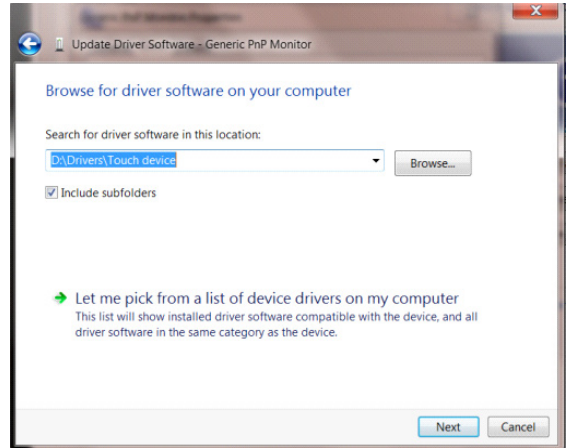 Update Driver Software - Generic PnP Monitor
Browse for driver software on your computer
Search for driver software in this location:
D:\Drivers\Touch device
Browse...
Include subfolders
Let me pick from a list of device drivers on my computer
This list will show installed driver software compatible with the device, and all
driver software in the same category as the device.
Next
Cancel